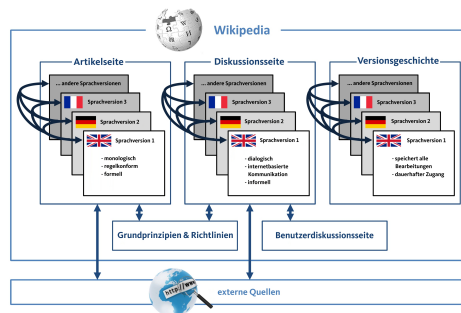 Wikipedia
Artikelseite
Diskussionsseite
Versionsgeschichte
... andere Sprachversionen
Sprachversion 3
Sprachversion 2
Sprachversion 1
- monologisch
- regelkonform
- formell
... andere Sprachversionen
Sprachversion 3
Sprachversion 2
Sprachversion 1
- dialogisch
- internetbasierte
Kommunikation
- informell
... andere Sprachversionen
Sprachversion 3
Sprachversion 2
Sprachversion 1
- speichert alle
Bearbeitungen
- dauerhafter Zugang
Grundprinzipien & Richtlinien
Benutzerdiskussionsseite
http://www
externe Quellen